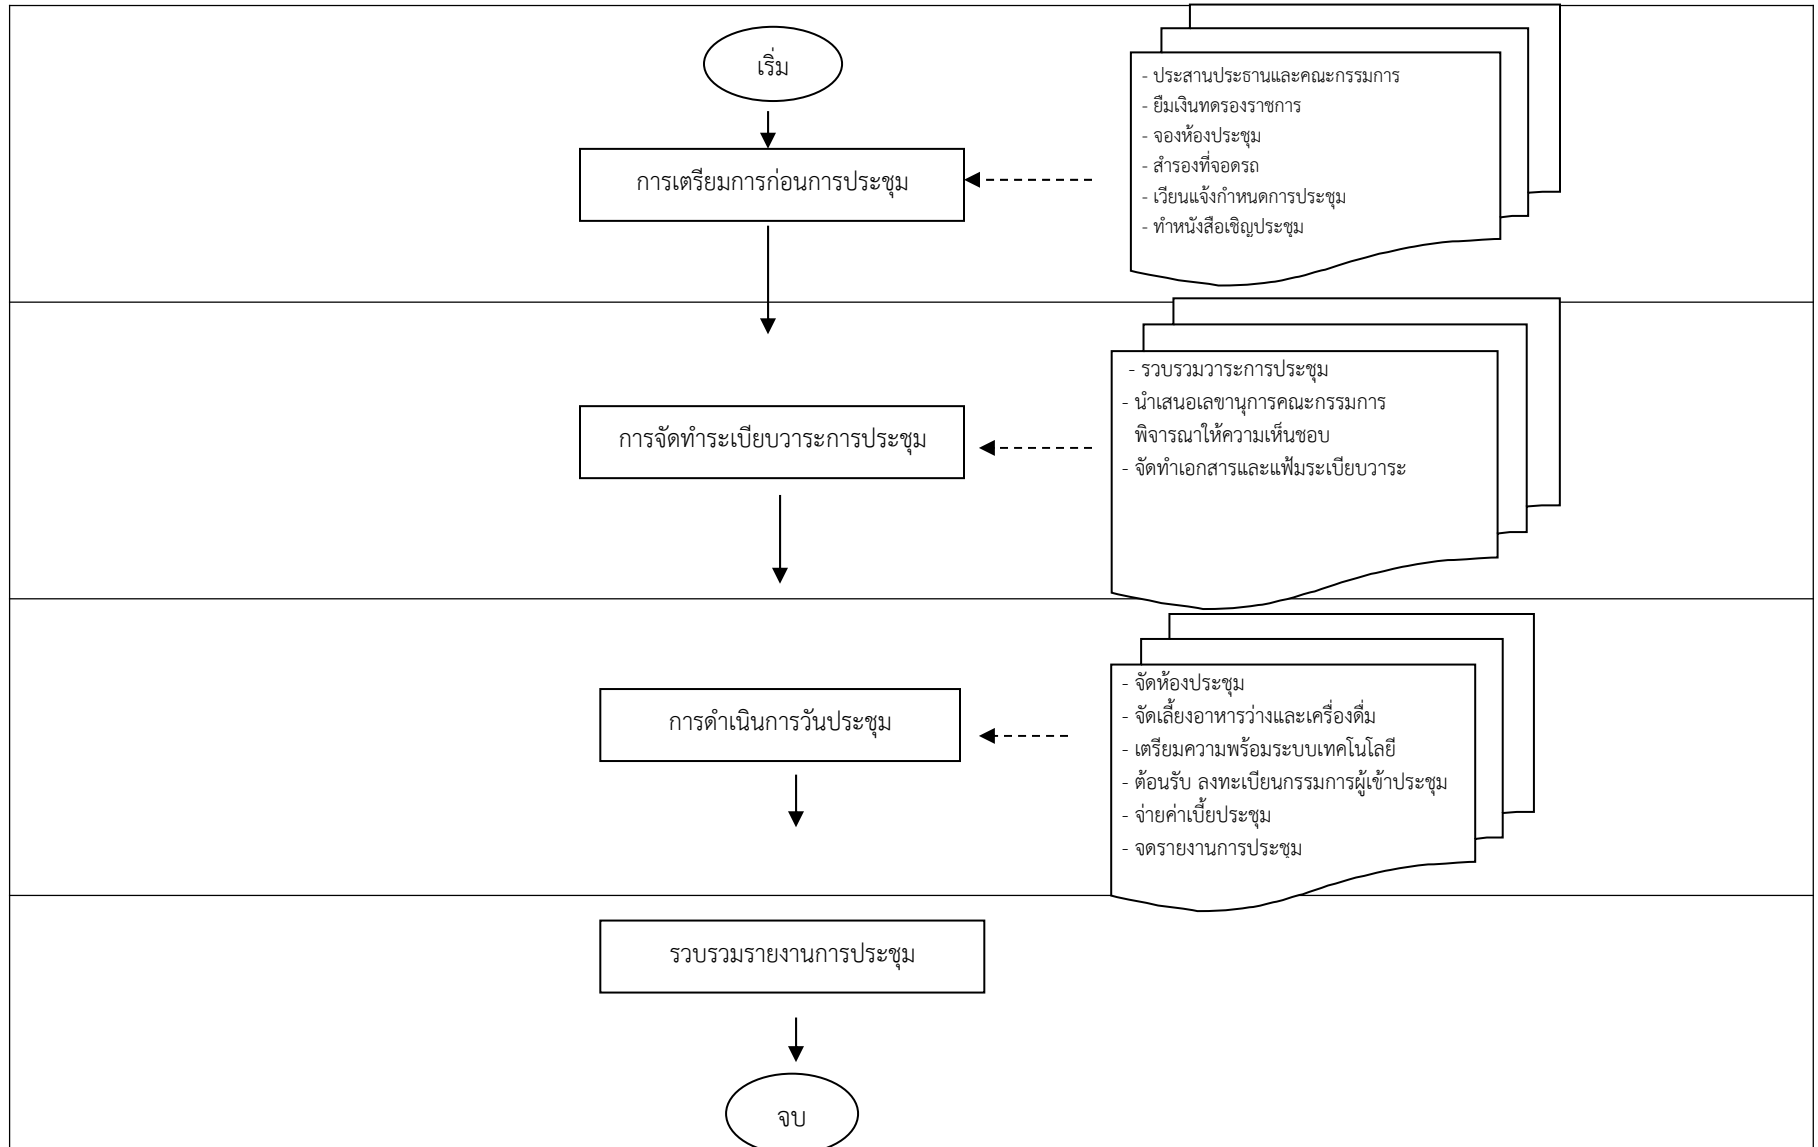 เริ่ม
การเตรียมการก่อนการประชุม
- ประสานประธานและคณะกรรมการ
- ยืมเงินทดรองราชการ
- จองห้องประชุม
- สำรองที่จอดรถ
- เวียนแจ้งกำหนดการประชุม
- ทำหนังสือเชิญประชุม
การจัดทำระเบียบวาระการประชุม
- รวบรวมวาระการประชุม
- นำเสนอเลขานุการคณะกรรมการ
พิจารณาให้ความเห็นชอบ
- จัดทำเอกสารและแฟ้มระเบียบวาระ
การดำเนินการวันประชุม
- จัดห้องประชุม
- จัดเลี้ยงอาหารว่างและเครื่องดื่ม
- เตรียมความพร้อมระบบเทคโนโลยี
- ต้อนรับ ลงทะเบียนกรรมการผู้เข้าประชุม
- จ่ายค่าเบี้ยประชุม
- จดรายงานการประชุม
รวบรวมรายงานการประชุม
จบ